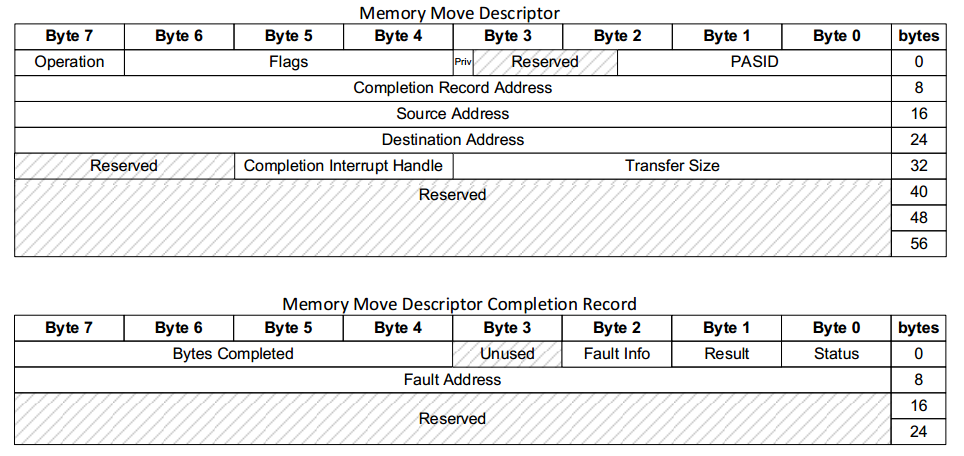 Memory Move Descriptor
Byte 7 Byte 6 Byte 5 Byte 4 Byte 3 Byte 2 Byte 1 Byte 0 bytes
Operation Flags Priv Reserved PASID 0
Completion Record Address 8
Source Address 16
Destination Address 24
Reserved Completion Interrupt Handle Transfer Size 32
Reserved 40
48
56
Memory Move Descriptor Completion Record
Byte 7 Byte 6 Byte 5 Byte 4 Byte 3 Byte 2 Byte 1 Byte 0 bytes
Bytes Completed Unused Fault Info Result Status 0
Fault Address 8
Reserved 16
24